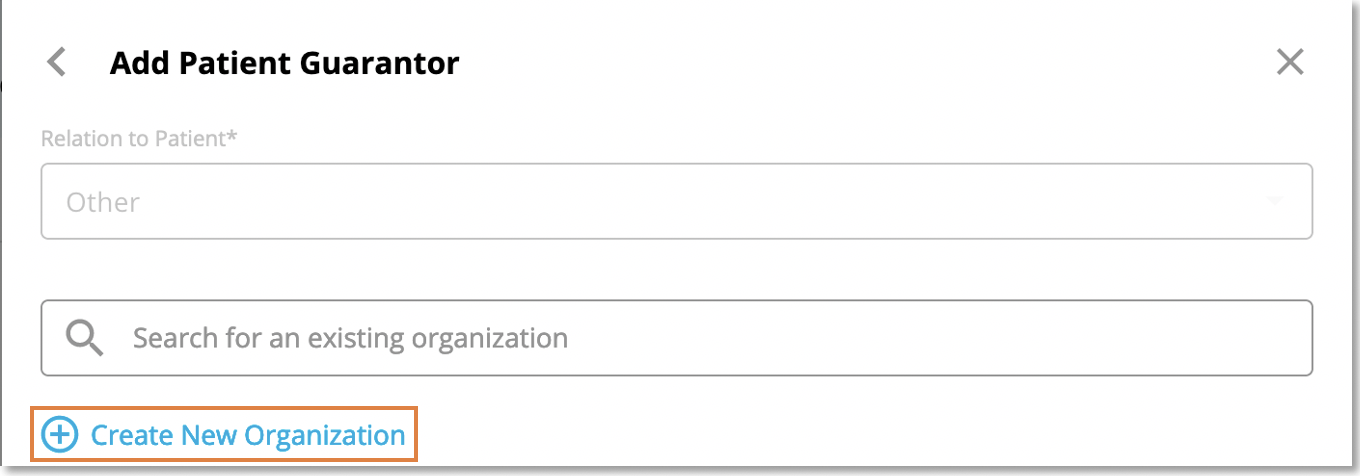 Add Patient Guarantor
Relation to Patient*
Other
Search for an existing organization
Create New Organization